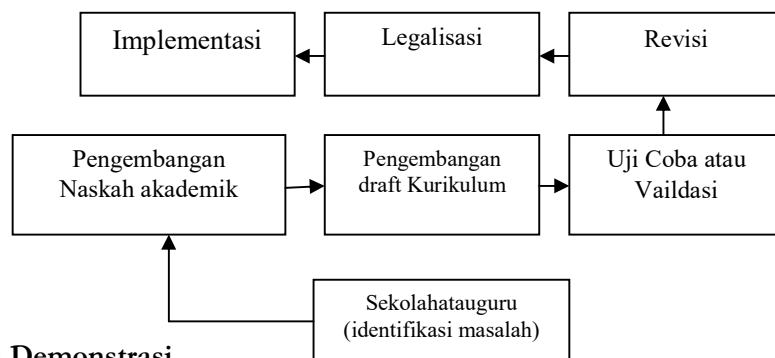 Implementasi
Legalisasi
Revisi
Pengembangan
Naskah akademik
Pengembangan
draft Kurikulum
Uji Coba atau
Vaildasi
Sekolahatauguru
(identifikasi masalah)
Demonstrasi